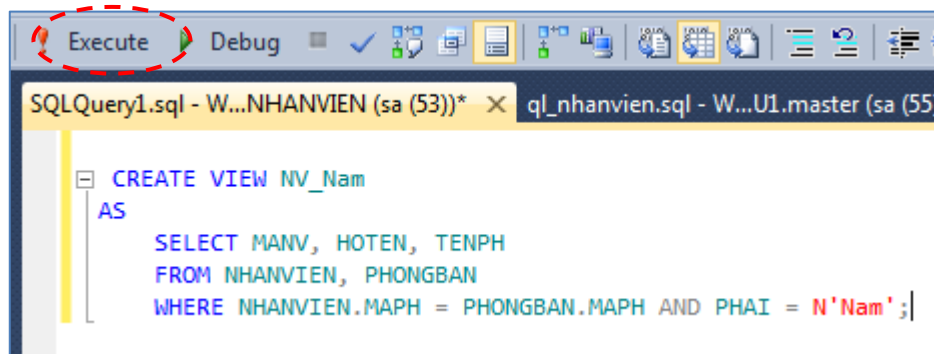 Execute Debug
SQLQuery1.sql - W...NHANVIEN (sa (53))* ql_nhanvien.sql - W...U1.master (sa (55)
CREATE VIEW NV_Nam
AS
SELECT MANV, HOTEN, TENPH
FROM NHANVIEN, PHONGBAN
WHERE NHANVIEN.MAPH = PHONGBAN.MAPH AND PHAI = N'Nam';